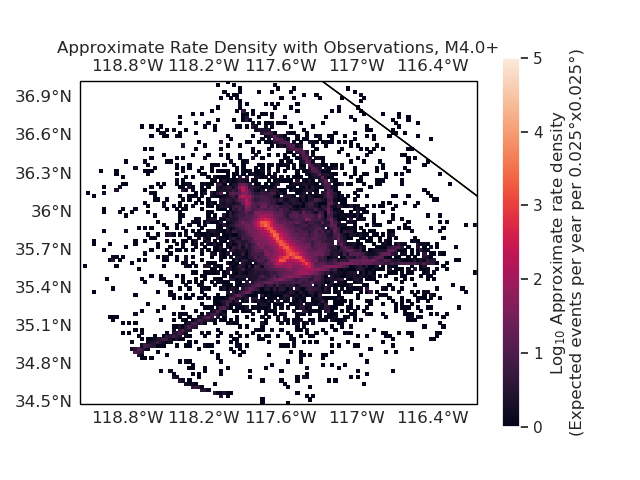 Approximate Rate Density with Observations, M4.0+
118.8°W 118.2°W 117.6°W 117°W 116.4°W
36.9°N
36.6°N
36.3°N
36°N
35.7°N
35.4°N
35.1°N
34.8°N
34.5°N
118.8°W 118.2°W 117.6°W 117°W 116.4°W
5
4
3
2
1
0
Log₁₀ Approximate rate density
(Expected events per year per 0.025°x0.025°)